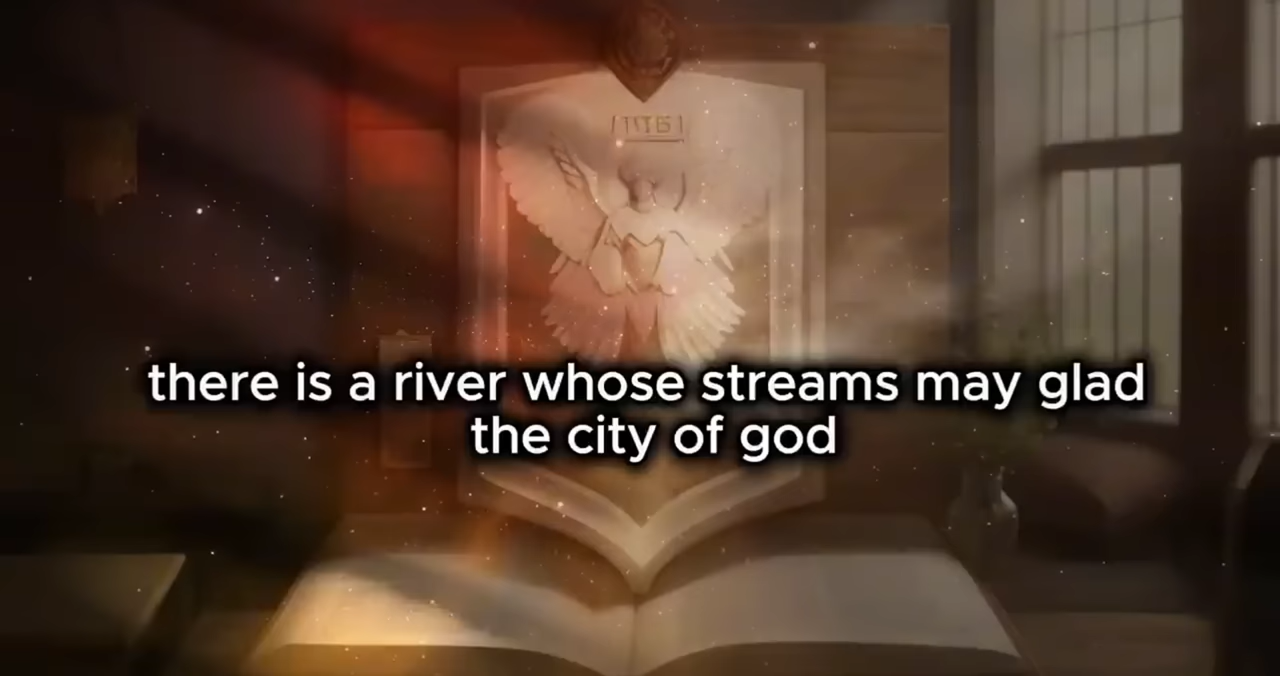 there is a river whose streams may glad
the city of god